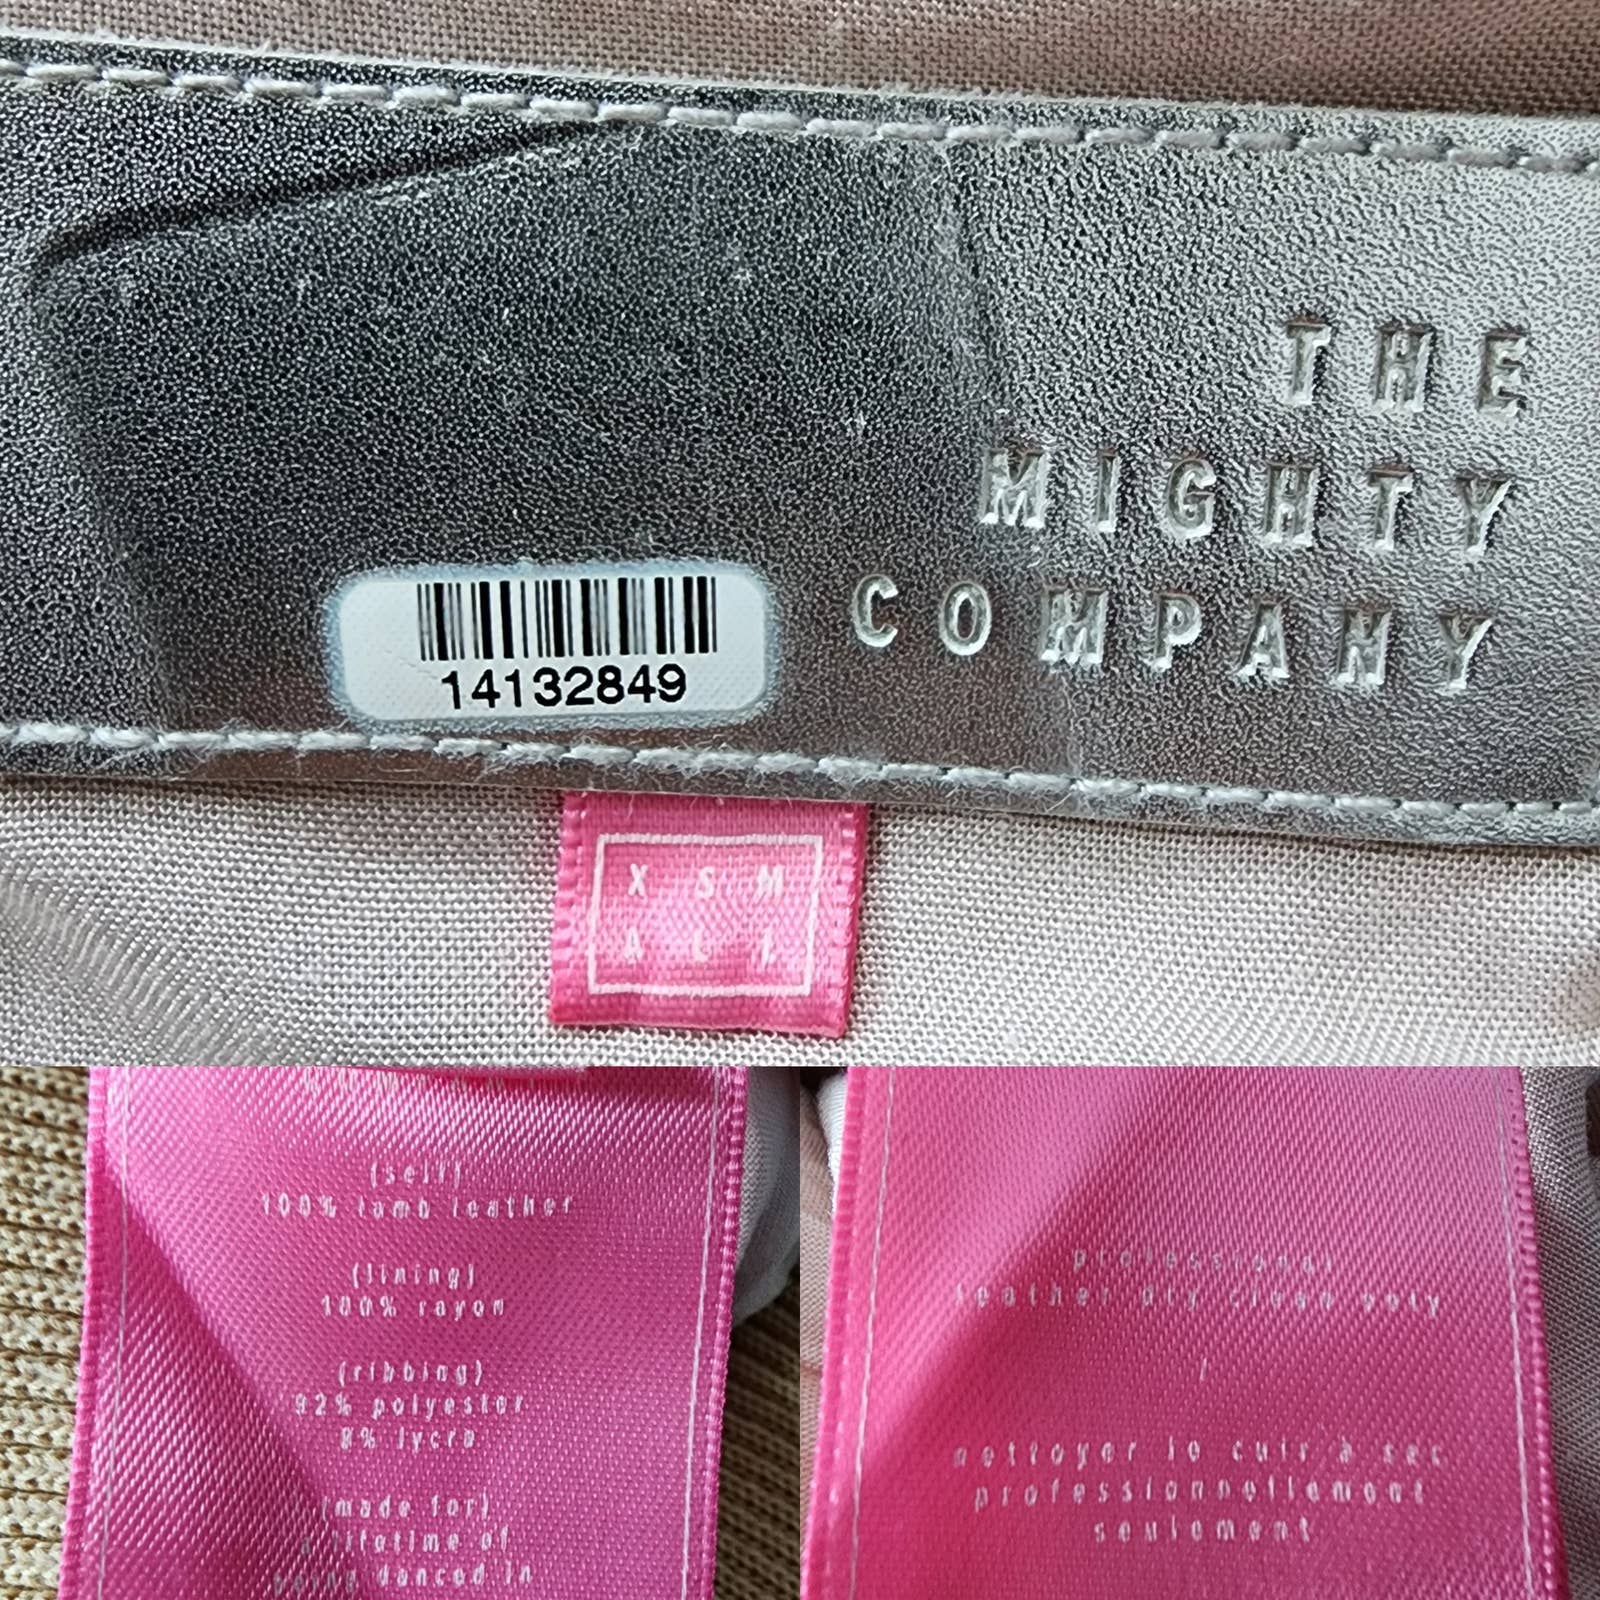 THE
MIGHTY
COMPANY
14132849
X S M
A L L
(self)
100% lamb leather
(lining)
100% rayon
(ribbing)
92% polyester
8% lycra
(made for)
a lifetime of
being danced in
professional
leather dry clean only
/
nettoyer le cuir à sec
professionnellement
seulement